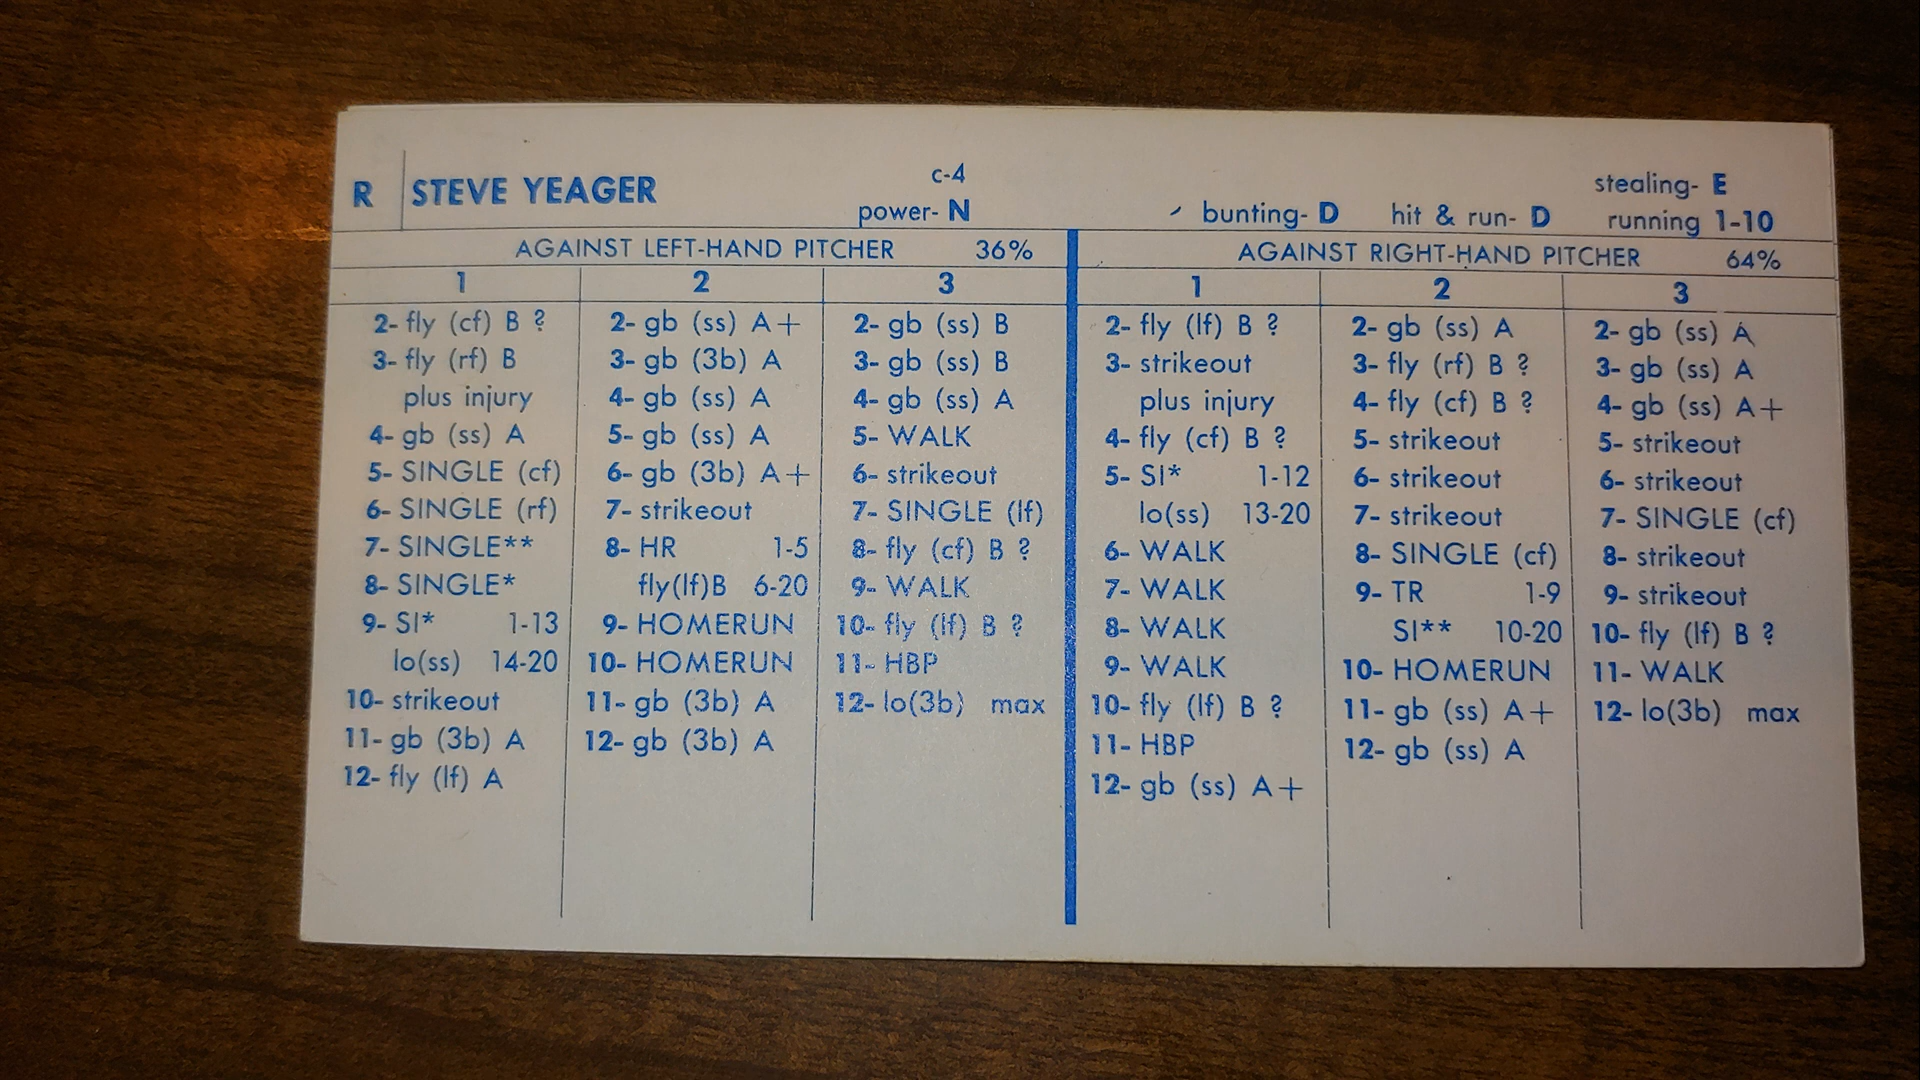 R STEVE YEAGER
c-4
power- N
bunting- D hit & run- D
stealing- E
running 1-10
AGAINST LEFT-HAND PITCHER 36%
1
2- fly (cf) B ?
3- fly (rf) B
plus injury
4- gb (ss) A
5- SINGLE (cf)
6- SINGLE (rf)
7- SINGLE**
8- SINGLE*
9- SI* 1-13
lo(ss) 14-20
10- strikeout
11- gb (3b) A
12- fly (lf) A
2
2- gb (ss) A+
3- gb (3b) A
4- gb (ss) A
5- gb (ss) A
6- gb (3b) A+
7- strikeout
8- HR 1-5
fly(lf)B 6-20
9- HOMERUN
10- HOMERUN
11- gb (3b) A
12- gb (3b) A
3
2- gb (ss) B
3- gb (ss) B
4- gb (ss) A
5- WALK
6- strikeout
7- SINGLE (lf)
8- fly (cf) B ?
9- WALK
10- fly (lf) B ?
11- HBP
12- lo(3b) max
AGAINST RIGHT-HAND PITCHER 64%
1
2- fly (lf) B ?
3- strikeout
plus injury
4- fly (cf) B ?
5- SI* 1-12
lo(ss) 13-20
6- WALK
7- WALK
8- WALK
9- WALK
10- fly (lf) B ?
11- HBP
12- gb (ss) A+
2
2- gb (ss) A
3- fly (rf) B ?
4- fly (cf) B ?
5- strikeout
6- strikeout
7- strikeout
8- SINGLE (cf)
9- TR 1-9
SI** 10-20
10- HOMERUN
11- gb (ss) A+
12- gb (ss) A
3
2- gb (ss) A
3- gb (ss) A
4- gb (ss) A+
5- strikeout
6- strikeout
7- SINGLE (cf)
8- strikeout
9- strikeout
10- fly (lf) B ?
11- WALK
12- lo(3b) max